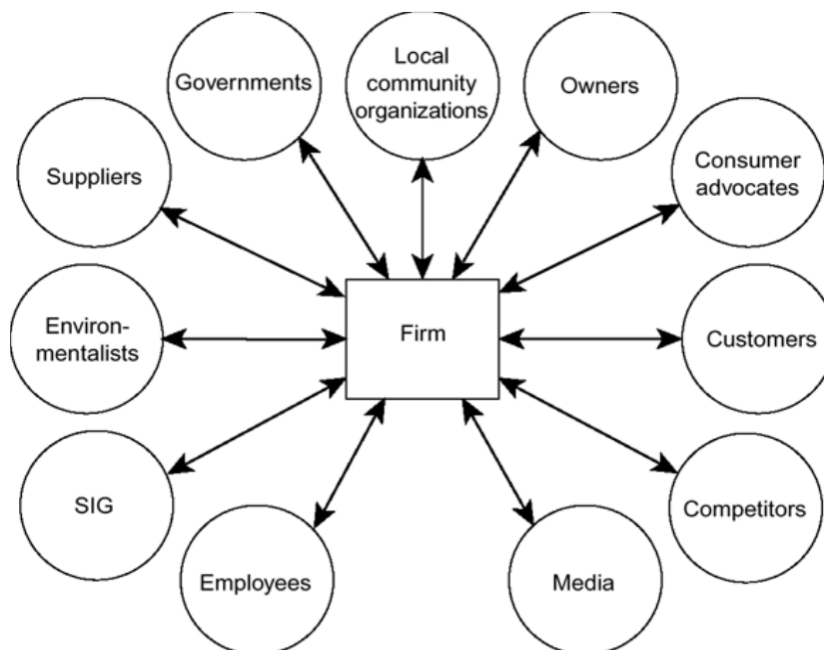 Governments
Local
community
organizations
Owners
Suppliers
Consumer
advocates
Environ-
mentalists
Firm
Customers
SIG
Competitors
Employees
Media